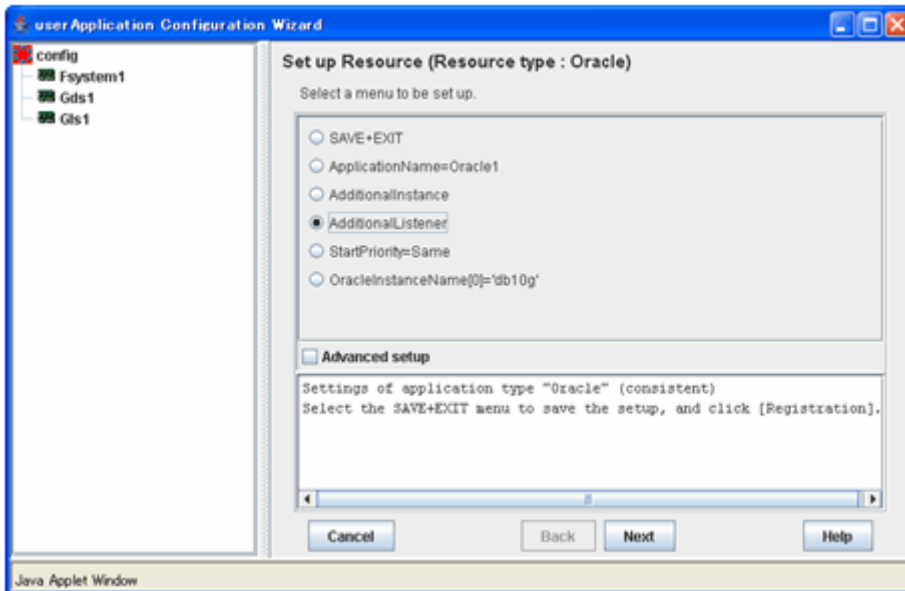 userApplication Configuration Wizard
config
Fsystem1
Gds1
Gls1
Set up Resource (Resource type : Oracle)
Select a menu to be set up.
SAVE+EXIT
ApplicationName=Oracle1
AdditionalInstance
AdditionalListener
StartPriority=Same
OracleInstanceName[0]='db10g'
Advanced setup
Settings of application type "Oracle" (consistent)
Select the SAVE+EXIT menu to save the setup, and click [Registration].
Cancel Back Next Help
Java Applet Window